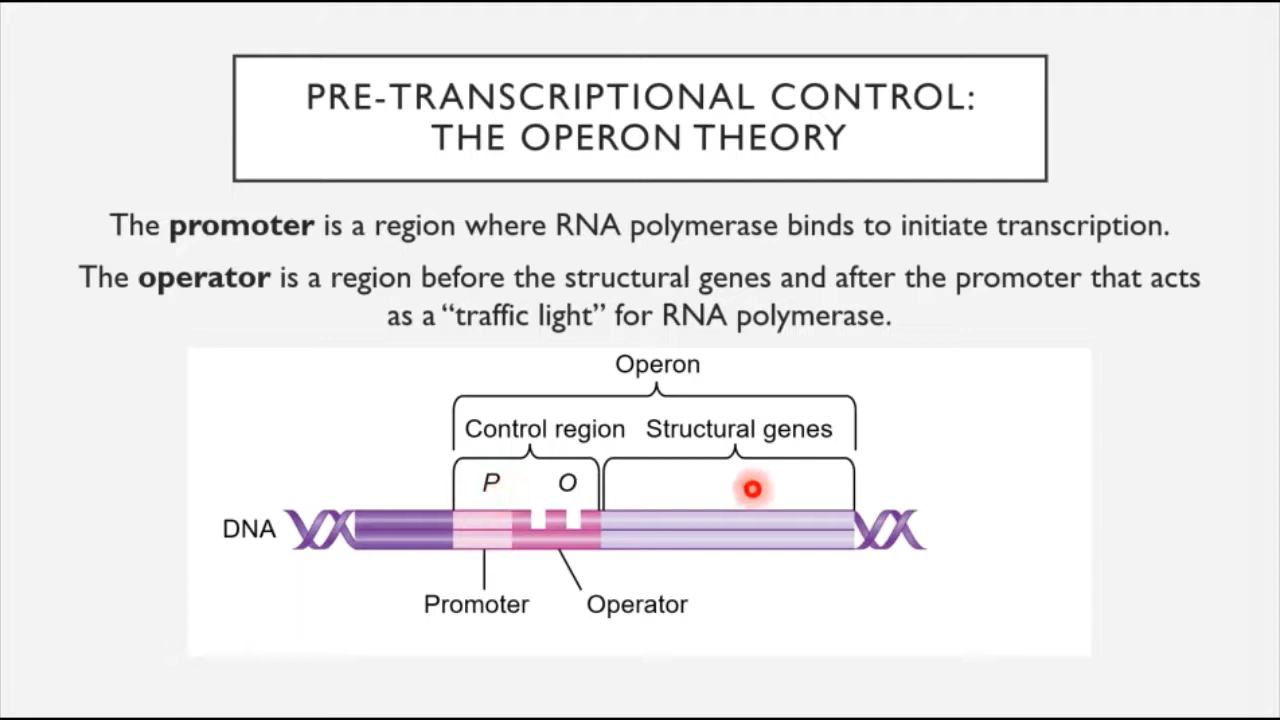 PRE-TRANSCRIPTIONAL CONTROL:
THE OPERON THEORY
The promoter is a region where RNA polymerase binds to initiate transcription.
The operator is a region before the structural genes and after the promoter that acts
as a “traffic light” for RNA polymerase.
Operon
Control region Structural genes
P O
DNA
Promoter Operator